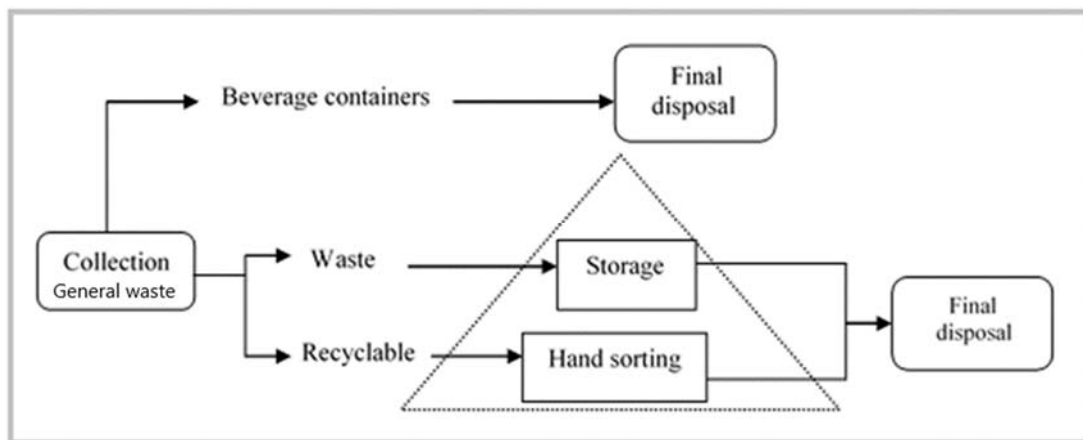 Beverage containers
Final
disposal
Collection
General waste
Waste
Storage
Recyclable
Hand sorting
Final
disposal